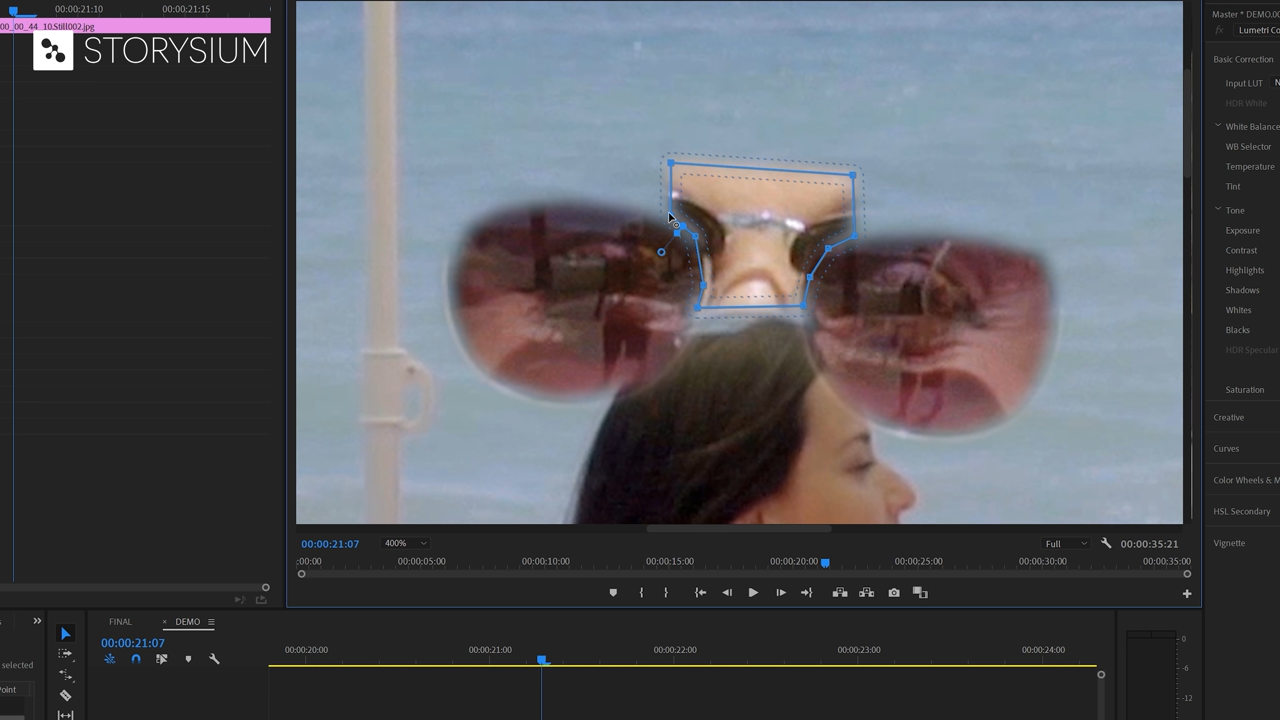 00:00:21:10
00:00:21:15
00_00_44_10.Still002.jpg
STORYSIUM
Master * DEMO.00
fx
Lumetri Co
Basic Correction
Input LUT
N
HDR White
White Balance
WB Selector
Temperature
Tint
Tone
Exposure
Contrast
Highlights
Shadows
Whites
Blacks
HDR Specular
Saturation
Creative
Curves
Color Wheels & M
HSL Secondary
Vignette
00:00:21:07
400%
Full
00:00:35:21
;00:00
00:00:05:00
00:00:10:00
00:00:15:00
00:00:20:00
00:00:25:00
00:00:30:00
00:00:35:00
FINAL
× DEMO
00:00:21:07
00:00:20:00
00:00:21:00
00:00:22:00
00:00:23:00
00:00:24:00
selected
Point
0
-6
-12